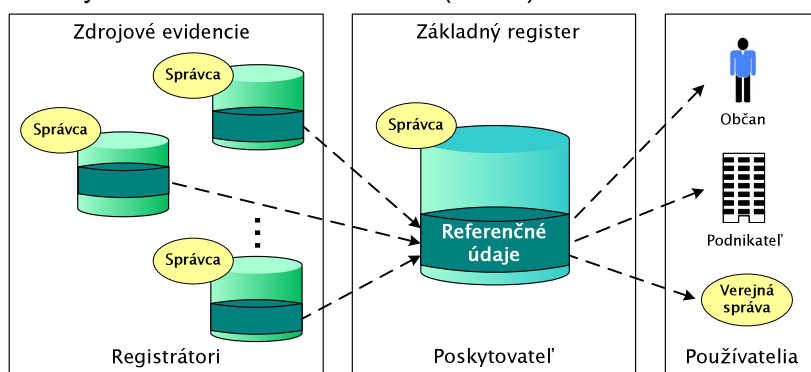 Zdrojové evidencie
Správca
Správca
Správca
Registrátori
Základný register
Správca
Referenčné
údaje
Poskytovateľ
Občan
Podnikateľ
Verejná
správa
Používatelia